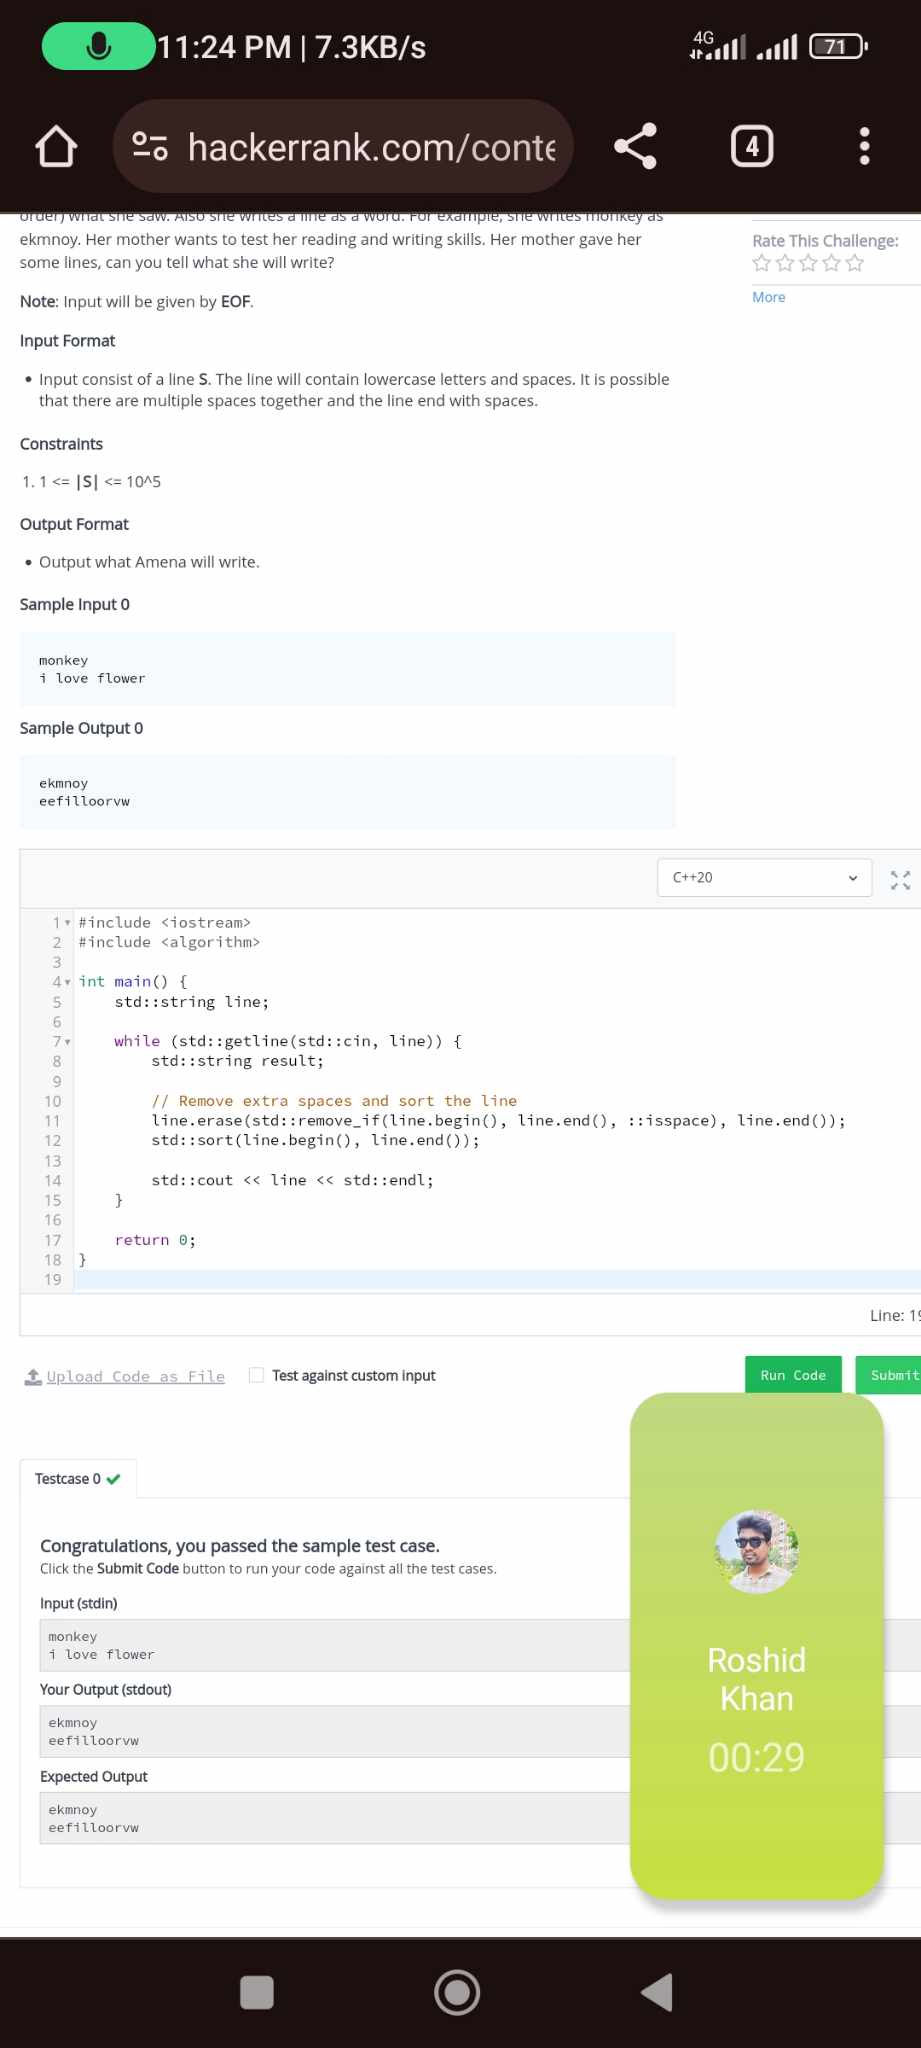 11:24 PM | 7.3KB/s
4G
71
hackerrank.com/conte
4
order) what she saw. Also she writes a line as a word. For example, she writes monkey as
ekmnoy. Her mother wants to test her reading and writing skills. Her mother gave her
some lines, can you tell what she will write?
Rate This Challenge:
More
Note: Input will be given by EOF.
Input Format
• Input consist of a line S. The line will contain lowercase letters and spaces. It is possible
that there are multiple spaces together and the line end with spaces.
Constraints
1. 1 <= |S| <= 10^5
Output Format
• Output what Amena will write.
Sample Input 0
monkey
i love flower
Sample Output 0
ekmnoy
eefilloorvw
C++20
1 #include <iostream>
2 #include <algorithm>
3
4 int main() {
5     std::string line;
6
7     while (std::getline(std::cin, line)) {
8         std::string result;
9
10         // Remove extra spaces and sort the line
11         line.erase(std::remove_if(line.begin(), line.end(), ::isspace), line.end());
12         std::sort(line.begin(), line.end());
13
14         std::cout << line << std::endl;
15     }
16
17     return 0;
18 }
19
Line: 19
Upload Code as File
Test against custom input
Run Code
Submit
Testcase 0
Congratulations, you passed the sample test case.
Click the Submit Code button to run your code against all the test cases.
Input (stdin)
monkey
i love flower
Your Output (stdout)
ekmnoy
eefilloorvw
Expected Output
ekmnoy
eefilloorvw
Roshid
Khan
00:29